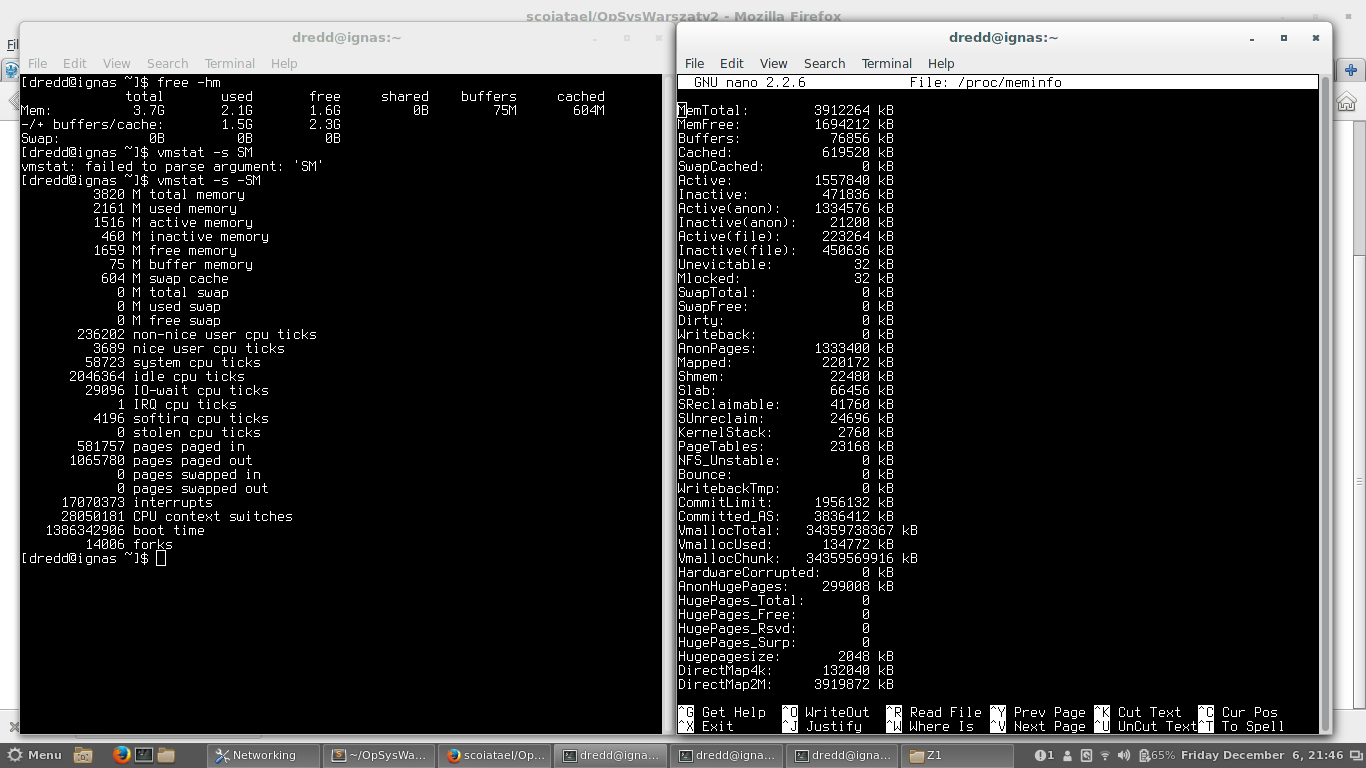 scoiatael/OpSysWarszaty2 - Mozilla Firefox
dredd@ignas:~
File Edit View Search Terminal Help
[dredd@ignas ~]$ free -hm
total used free shared buffers cached
Mem: 3.7G 2.1G 1.6G 0B 75M 604M
-/+ buffers/cache: 1.5G 2.3G
Swap: 0B 0B 0B
[dredd@ignas ~]$ vmstat -s SM
vmstat: failed to parse argument: 'SM'
[dredd@ignas ~]$ vmstat -s -SM
3820 M total memory
2161 M used memory
1516 M active memory
460 M inactive memory
1659 M free memory
75 M buffer memory
604 M swap cache
0 M total swap
0 M used swap
0 M free swap
236202 non-nice user cpu ticks
3689 nice user cpu ticks
58723 system cpu ticks
2046364 idle cpu ticks
29096 IO-wait cpu ticks
1 IRQ cpu ticks
4196 softirq cpu ticks
0 stolen cpu ticks
581757 pages paged in
1065780 pages paged out
0 pages swapped in
0 pages swapped out
17070373 interrupts
28050181 CPU context switches
1386342906 boot time
14006 forks
[dredd@ignas ~]$
dredd@ignas:~
File Edit View Search Terminal Help
GNU nano 2.2.6 File: /proc/meminfo
MemTotal: 3912264 kB
MemFree: 1694212 kB
Buffers: 76856 kB
Cached: 619520 kB
SwapCached: 0 kB
Active: 1557840 kB
Inactive: 471836 kB
Active(anon): 1334576 kB
Inactive(anon): 21200 kB
Active(file): 223264 kB
Inactive(file): 450636 kB
Unevictable: 32 kB
Mlocked: 32 kB
SwapTotal: 0 kB
SwapFree: 0 kB
Dirty: 0 kB
Writeback: 0 kB
AnonPages: 1333400 kB
Mapped: 220172 kB
Shmem: 22480 kB
Slab: 66456 kB
SReclaimable: 41760 kB
SUnreclaim: 24696 kB
KernelStack: 2760 kB
PageTables: 23168 kB
NFS_Unstable: 0 kB
Bounce: 0 kB
WritebackTmp: 0 kB
CommitLimit: 1956132 kB
Committed_AS: 3836412 kB
VmallocTotal: 34359738367 kB
VmallocUsed: 134772 kB
VmallocChunk: 34359569916 kB
HardwareCorrupted: 0 kB
AnonHugePages: 299008 kB
HugePages_Total: 0
HugePages_Free: 0
HugePages_Rsvd: 0
HugePages_Surp: 0
Hugepagesize: 2048 kB
DirectMap4k: 132040 kB
DirectMap2M: 3919872 kB
^G Get Help ^O WriteOut ^R Read File ^Y Prev Page ^K Cut Text ^C Cur Pos
^X Exit ^J Justify ^W Where Is ^V Next Page ^U UnCut Text ^T To Spell
Menu Networking ~/OpSysWa... scoiatael/Op... dredd@igna... dredd@igna... dredd@igna... Z1 1 65% Friday December 6, 21:46